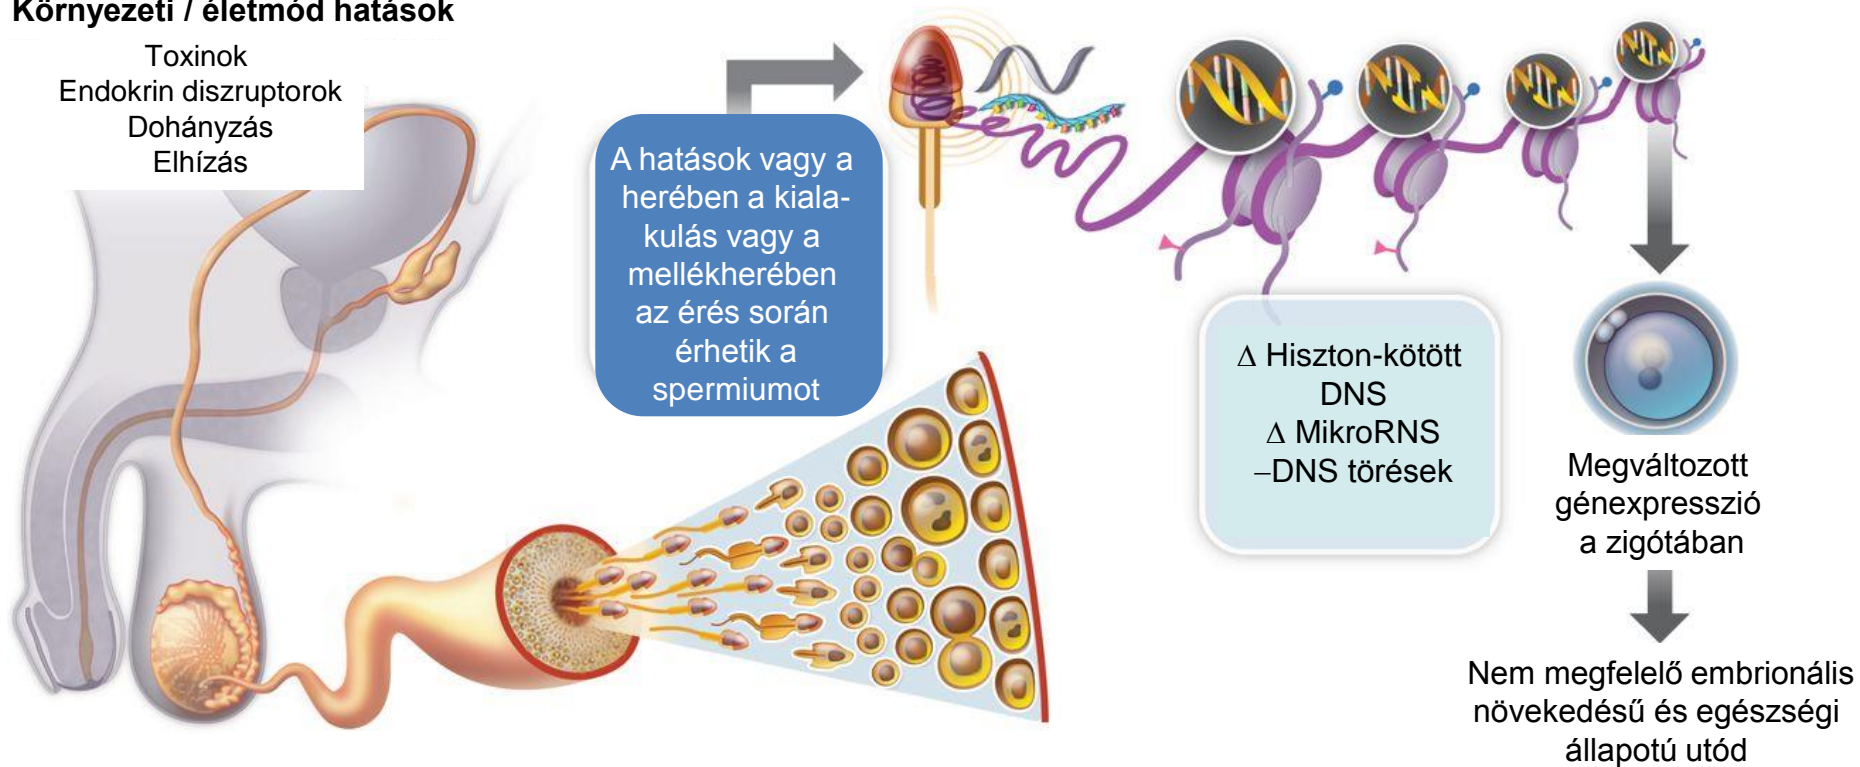 Környezeti / életmód hatások
Toxinok
Endokrin diszruptorok
Dohányzás
Elhízás
A hatások vagy a
herében a kiala-
kulás vagy a
mellékherében
az érés során
érhetik a
spermiumot
Δ Hiszton-kötött
DNS
Δ MikroRNS
–DNS törések
Megváltozott
génexpresszió
a zigótában
Nem megfelelő embrionális
növekedésű és egészségi
állapotú utód